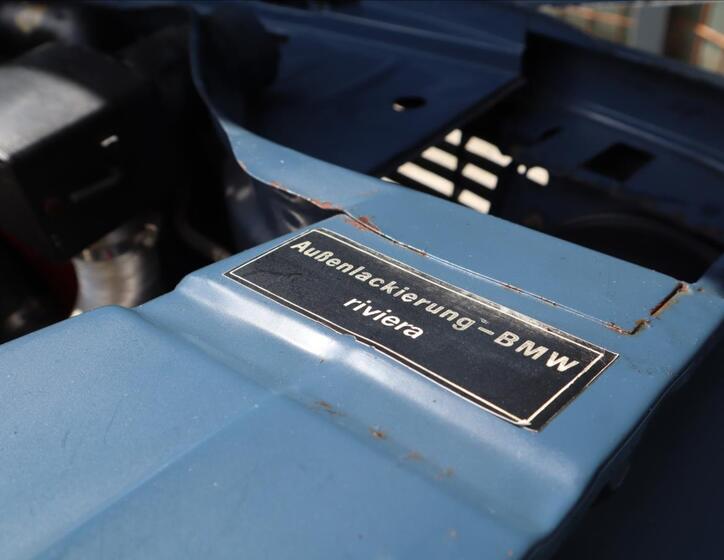 Außenlackierung – BMW
riviera